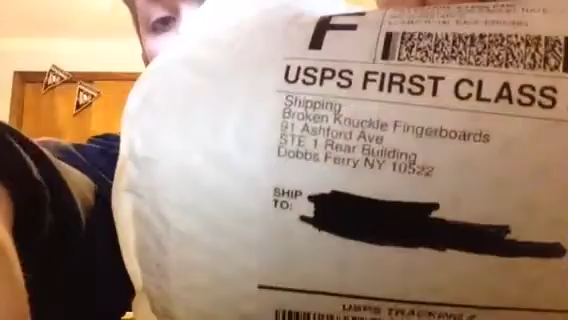 F
USPS FIRST CLASS
Shipping
Broken Knuckle Fingerboards
91 Ashford Ave
STE 1 Rear Building
Dobbs Ferry NY 10522
SHIP
TO:
USPS TRACKING #